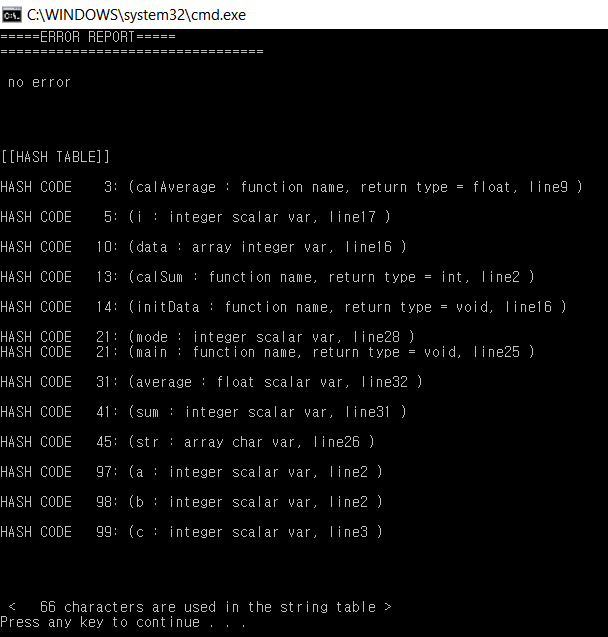 C:\WINDOWS\system32\cmd.exe
=====ERROR REPORT=====
=================================
no error
[[HASH TABLE]]
HASH CODE    3: (calAverage : function name, return type = float, line9 )
HASH CODE    5: (i : integer scalar var, line17 )
HASH CODE   10: (data : array integer var, line16 )
HASH CODE   13: (calSum : function name, return type = int, line2 )
HASH CODE   14: (initData : function name, return type = void, line16 )
HASH CODE   21: (mode : integer scalar var, line28 )
HASH CODE   21: (main : function name, return type = void, line25 )
HASH CODE   31: (average : float scalar var, line32 )
HASH CODE   41: (sum : integer scalar var, line31 )
HASH CODE   45: (str : array char var, line26 )
HASH CODE   97: (a : integer scalar var, line2 )
HASH CODE   98: (b : integer scalar var, line2 )
HASH CODE   99: (c : integer scalar var, line3 )
<   66 characters are used in the string table >
Press any key to continue . . .